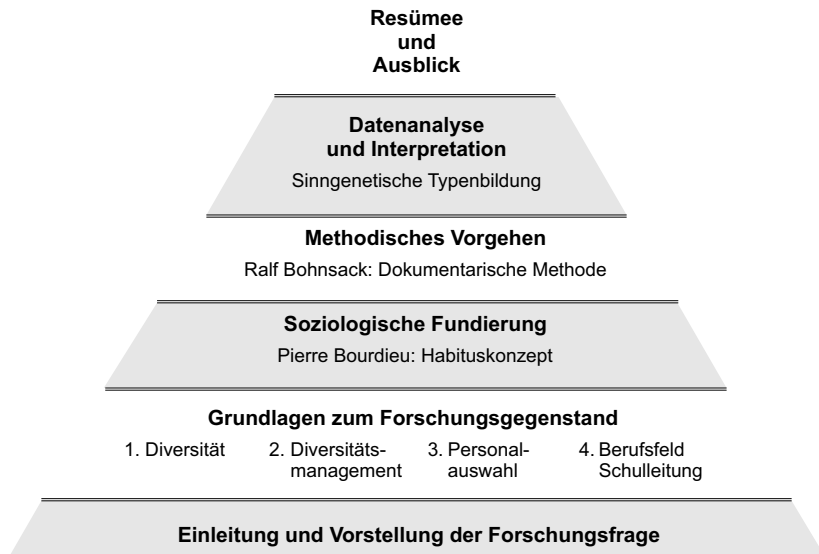 Resümee
und
Ausblick
Datenanalyse
und Interpretation
Sinngenetische Typenbildung
Methodisches Vorgehen
Ralf Bohnsack: Dokumentarische Methode
Soziologische Fundierung
Pierre Bourdieu: Habituskonzept
Grundlagen zum Forschungsgegenstand
1. Diversität
2. Diversitäts-
management
3. Personal-
auswahl
4. Berufsfeld
Schulleitung
Einleitung und Vorstellung der Forschungsfrage